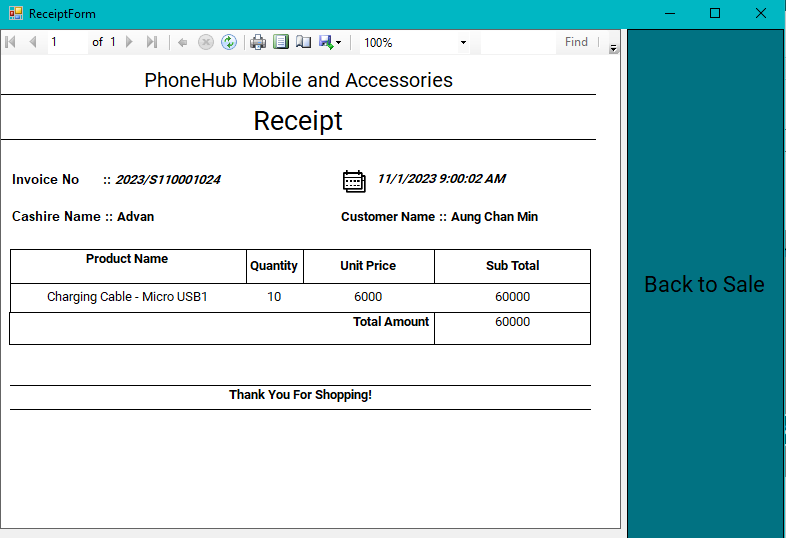 ReceiptForm
1 of 1 100% Find
PhoneHub Mobile and Accessories
Receipt
Invoice No :: 2023/S110001024 11/1/2023 9:00:02 AM
Cashire Name :: Advan Customer Name :: Aung Chan Min
Product Name Quantity Unit Price Sub Total
Charging Cable - Micro USB1 10 6000 60000
Total Amount 60000
Thank You For Shopping!
Back to Sale